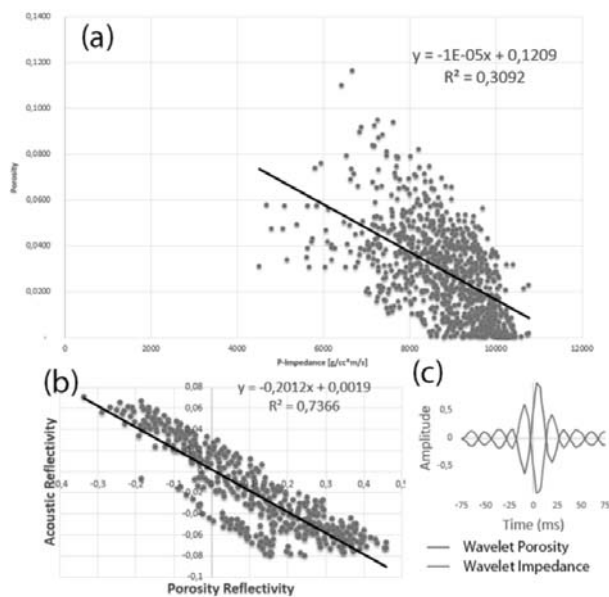 (a)
0,1400
0,1200
0,1000
0,0800
0,0600
0,0400
0,0200
-
Porosity
y = -1E-05x + 0,1209
R² = 0,3092
0 2000 4000 6000 8000 10000 12000
P-Impedance [g/cc*m/s]
(b)
y = -0,2012x + 0,0019
R² = 0,7366
0,08
0,06
0,04
0,02
-0,4 -0,3 -0,2 -0,1 0,2 0,3 0,4 0,5
-0,02
-0,04
-0,06
-0,08
-0,1
Acoustic Reflectivity
Porosity Reflectivity
(c)
Amplitude
0,5
0
-0,5
-75 -50 -25 0 25 50 75
Time (ms)
Wavelet Porosity
Wavelet Impedance